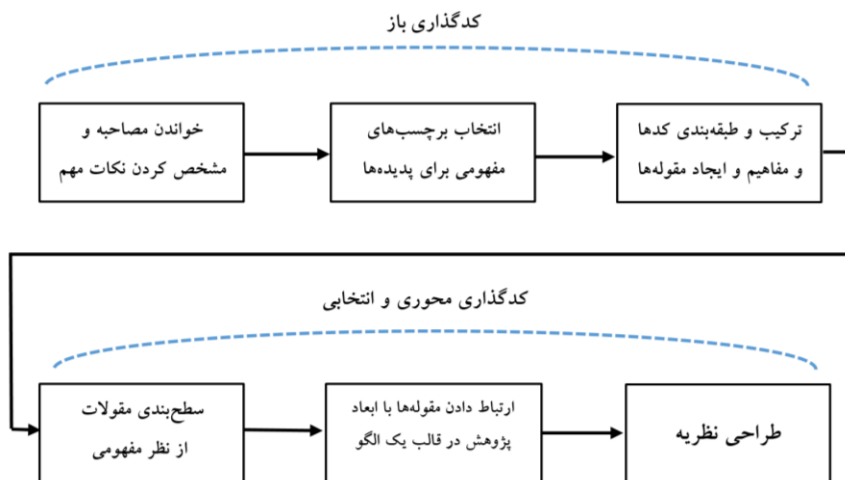 کدگذاری باز
خواندن مصاحبه و
مشخص کردن نکات مهم
انتخاب برچسب‌های
مفهومی برای پدیده‌ها
ترکیب و طبقه‌بندی کدها
و مفاهیم و ایجاد مقوله‌ها
کدگذاری محوری و انتخابی
سطح‌بندی مقولات
از نظر مفهومی
ارتباط دادن مقوله‌ها با ابعاد
پژوهش در قالب یک الگو
طراحی نظریه